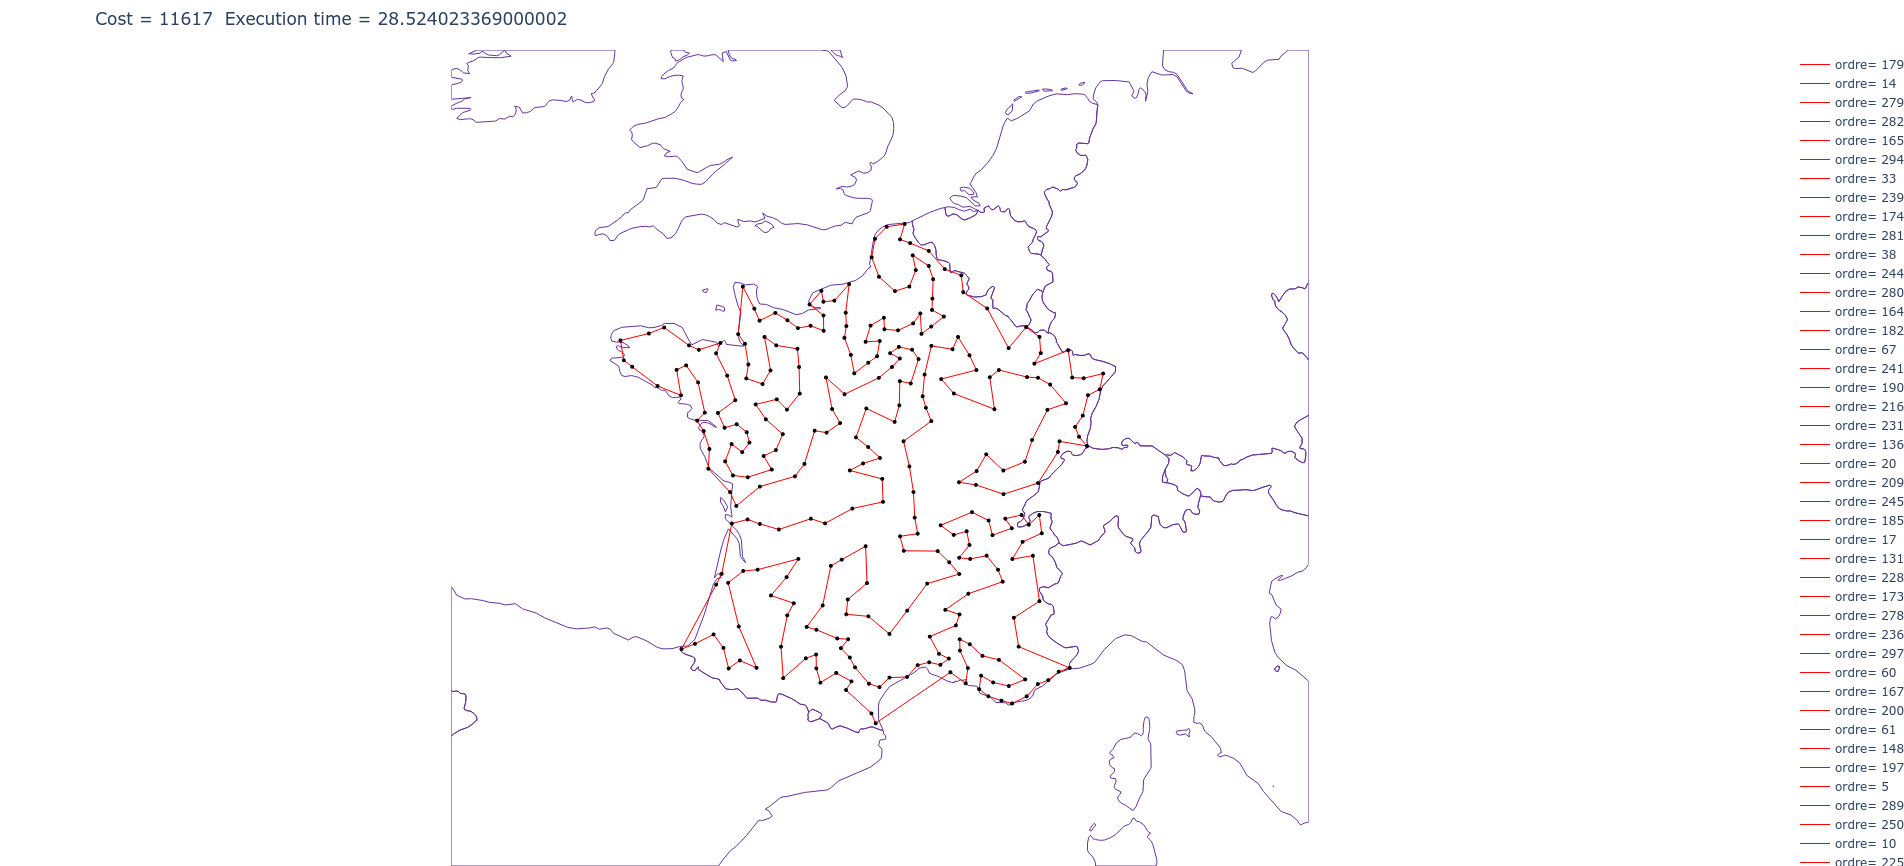 Cost = 11617 Execution time = 28.524023369000002
ordre= 179
ordre= 14
ordre= 279
ordre= 282
ordre= 165
ordre= 294
ordre= 33
ordre= 239
ordre= 174
ordre= 281
ordre= 38
ordre= 244
ordre= 280
ordre= 164
ordre= 182
ordre= 67
ordre= 241
ordre= 190
ordre= 216
ordre= 231
ordre= 136
ordre= 20
ordre= 209
ordre= 245
ordre= 185
ordre= 17
ordre= 131
ordre= 228
ordre= 173
ordre= 278
ordre= 236
ordre= 297
ordre= 60
ordre= 167
ordre= 200
ordre= 61
ordre= 148
ordre= 197
ordre= 5
ordre= 289
ordre= 250
ordre= 10
ordre= 225